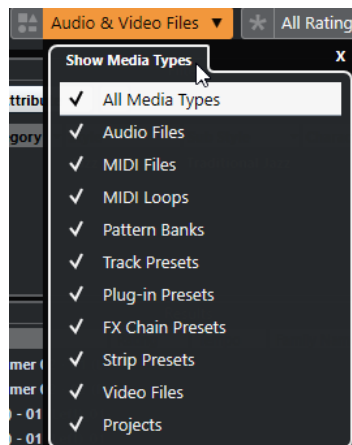 Audio & Video Files ▼ All Rating
Show Media Types X
✓ All Media Types
✓ Audio Files
✓ MIDI Files
✓ MIDI Loops
✓ Pattern Banks
✓ Track Presets
✓ Plug-in Presets
✓ FX Chain Presets
✓ Strip Presets
✓ Video Files
✓ Projects